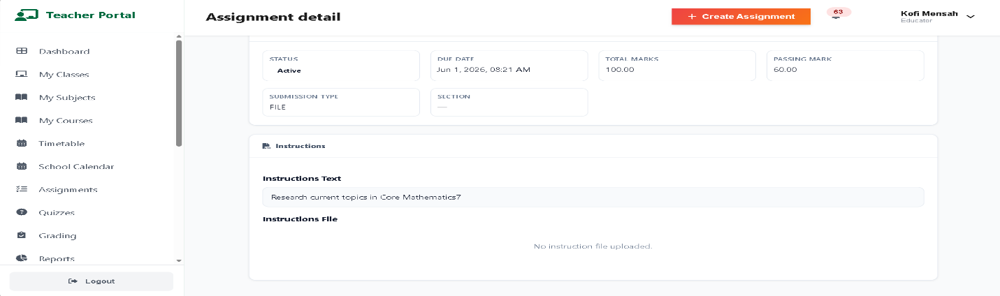 Teacher Portal
Assignment detail
+ Create Assignment
63
Kofi Mensah
Educator
Dashboard
My Classes
My Subjects
My Courses
Timetable
School Calendar
Assignments
Quizzes
Grading
Reports
Logout
STATUS
Active
DUE DATE
Jun 1, 2026, 08:21 AM
TOTAL MARKS
100.00
PASSING MARK
60.00
SUBMISSION TYPE
FILE
SECTION
—
Instructions
Instructions Text
Research current topics in Core Mathematics7
Instructions File
No instruction file uploaded.